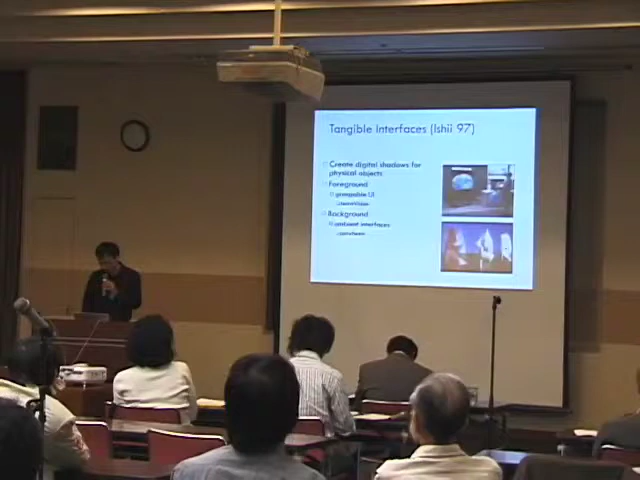 Tangible Interfaces (Ishii 97)
Create digital shadows for
physical objects
Foreground
graspable UI
Background
ambient interfaces